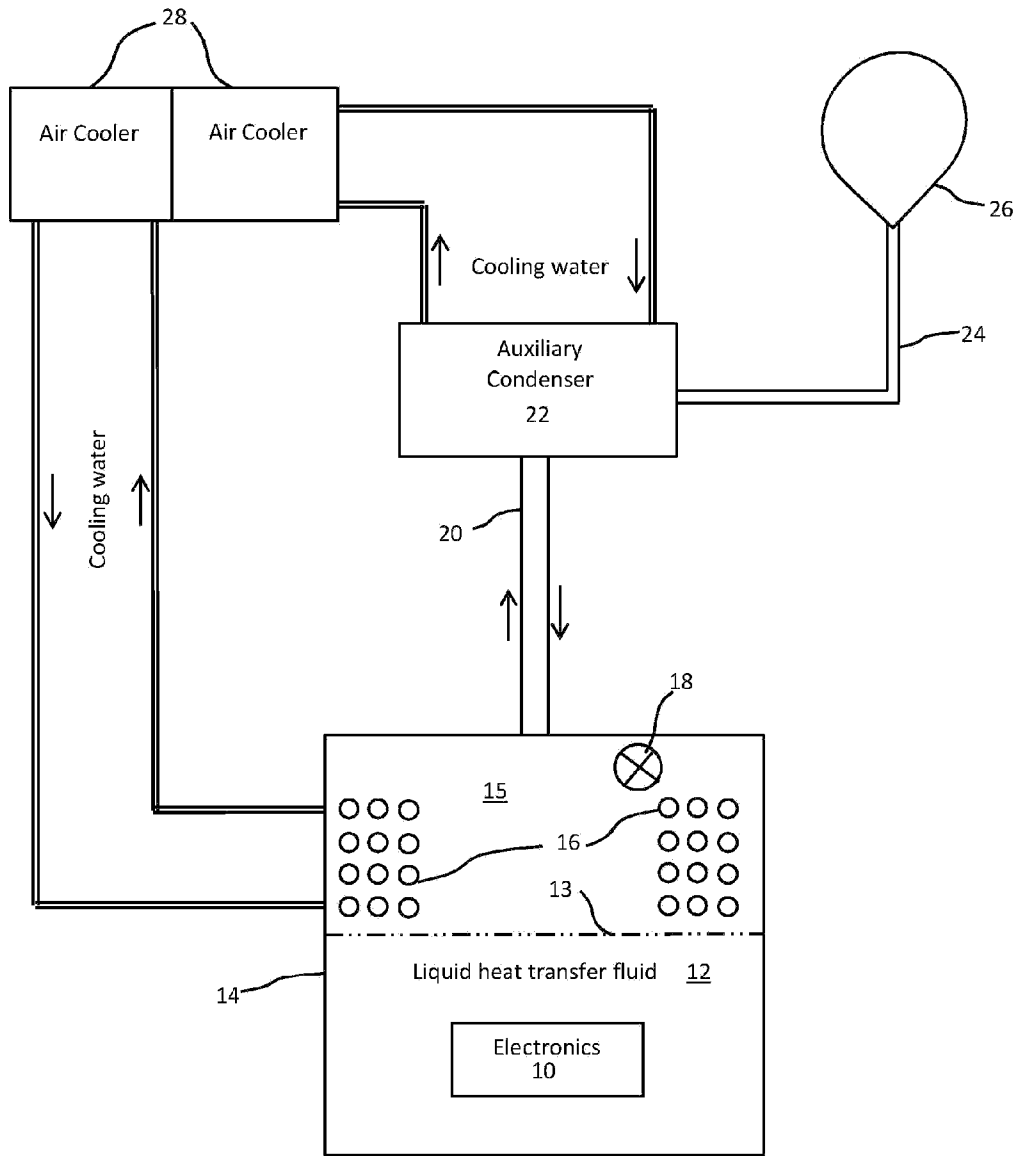 28
Air Cooler
Air Cooler
26
Cooling water
24
Auxiliary
Condenser
22
Cooling water
20
18
15
16
13
Liquid heat transfer fluid 12
14
Electronics
10